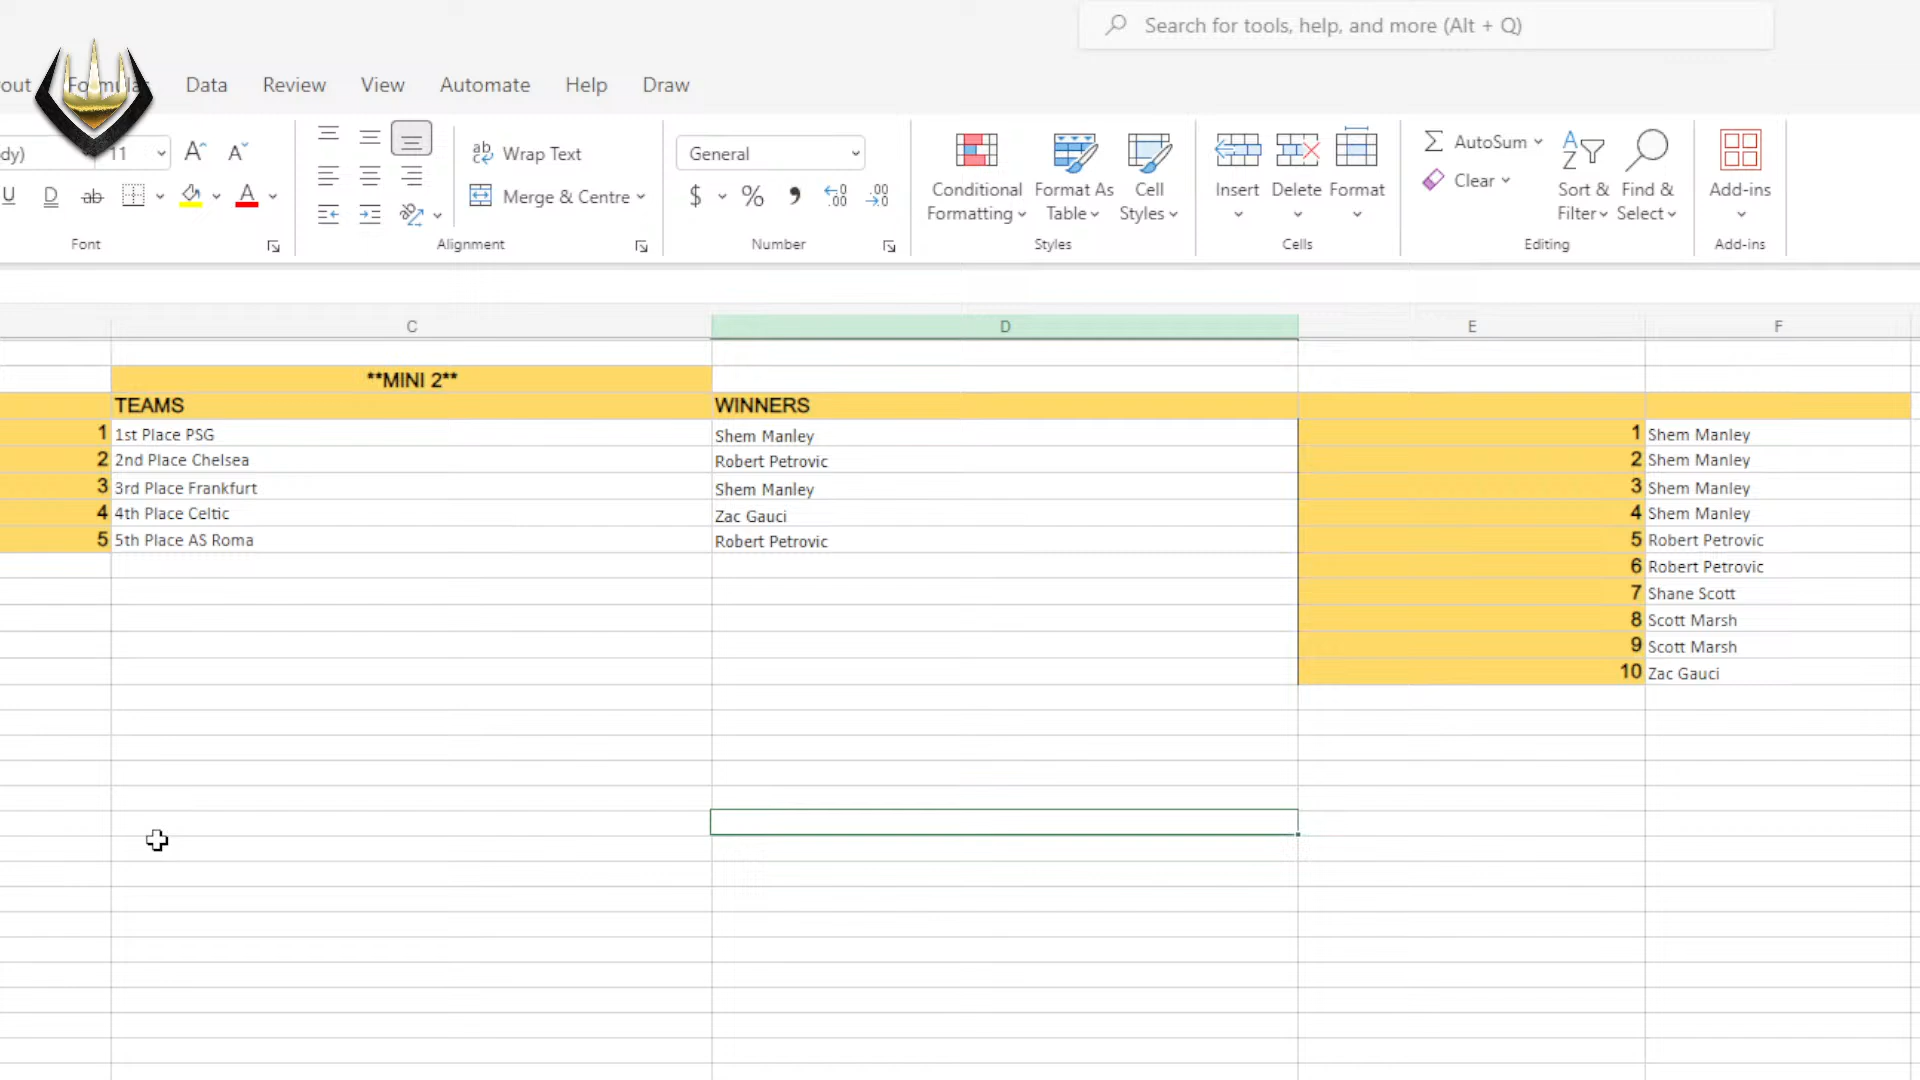 Search for tools, help, and more (Alt + Q)
out Formulas Data Review View Automate Help Draw
dy) 11 A A Wrap Text General AutoSum
U D ab A Merge & Centre $ % Clear
Conditional Formatting
Format As Table
Cell Styles
Insert Delete Format
Sort & Filter
Find & Select
Add-ins
Font Alignment Number Styles Cells Editing Add-ins
C D E F
**MINI 2**
TEAMS WINNERS
1 1st Place PSG Shem Manley 1 Shem Manley
2 2nd Place Chelsea Robert Petrovic 2 Shem Manley
3 3rd Place Frankfurt Shem Manley 3 Shem Manley
4 4th Place Celtic Zac Gauci 4 Shem Manley
5 5th Place AS Roma Robert Petrovic 5 Robert Petrovic
6 Robert Petrovic
7 Shane Scott
8 Scott Marsh
9 Scott Marsh
10 Zac Gauci